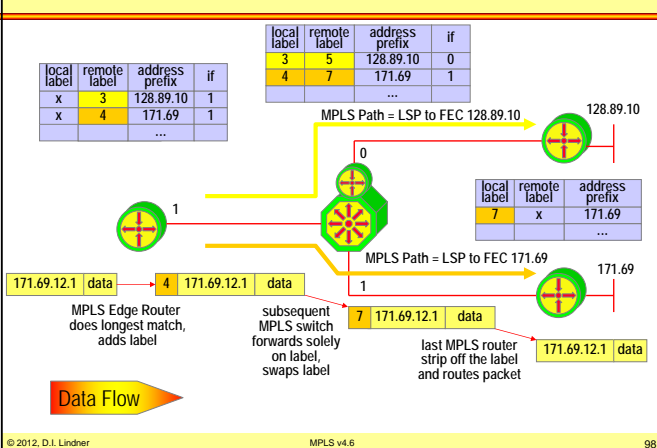 local label remote label address prefix if
3 5 128.89.10 0
4 7 171.69 1
...
local label remote label address prefix if
x 3 128.89.10 1
x 4 171.69 1
...
MPLS Path = LSP to FEC 128.89.10
128.89.10
0
1
local label remote label address prefix
7 x 171.69
...
MPLS Path = LSP to FEC 171.69
1
171.69
171.69.12.1 data
4 171.69.12.1 data
7 171.69.12.1 data
171.69.12.1 data
MPLS Edge Router
does longest match,
adds label
subsequent
MPLS switch
forwards solely
on label,
swaps label
last MPLS router
strip off the label
and routes packet
Data Flow
© 2012, D.I. Lindner
MPLS v4.6
98